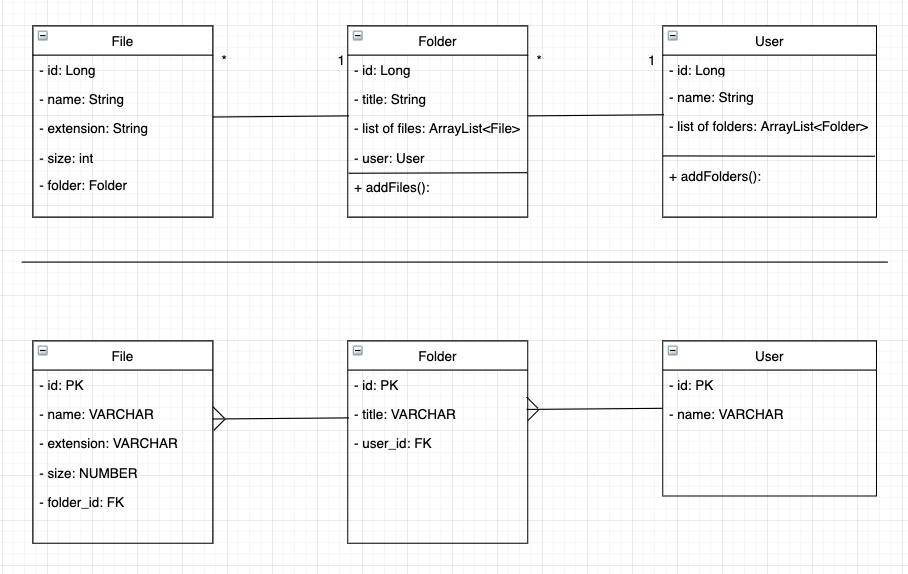 File
- id: Long
- name: String
- extension: String
- size: int
- folder: Folder
*
1
Folder
- id: Long
- title: String
- list of files: ArrayList<File>
- user: User
+ addFiles():
*
1
User
- id: Long
- name: String
- list of folders: ArrayList<Folder>
+ addFolders():
File
- id: PK
- name: VARCHAR
- extension: VARCHAR
- size: NUMBER
- folder_id: FK
Folder
- id: PK
- title: VARCHAR
- user_id: FK
User
- id: PK
- name: VARCHAR